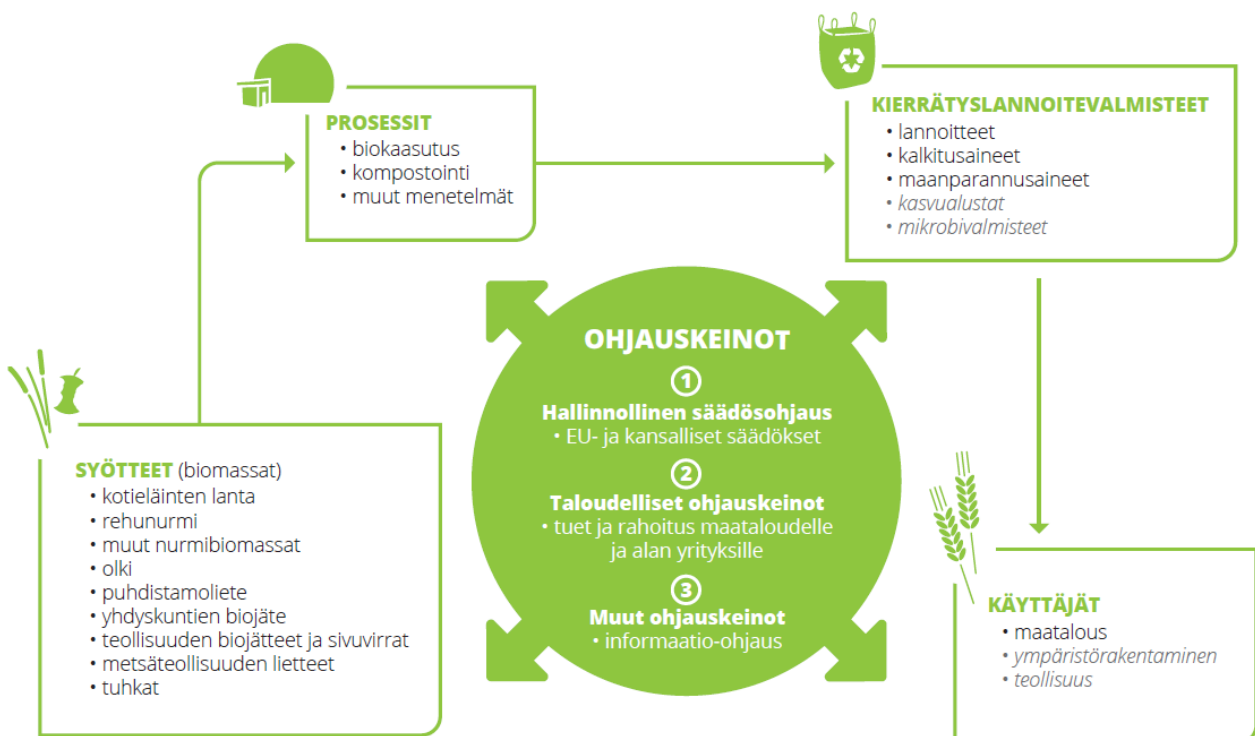 PROSESSIT
• biokaasutus
• kompostointi
• muut menetelmät
KIERRÄTYSLANNOITEVALMISTEET
• lannoitteet
• kalkitusaineet
• maanparannusaineet
• kasvualustat
• mikrobivalmisteet
OHJAUSKEINOT
1
Hallinnollinen säädösohjaus
• EU- ja kansalliset säädökset
2
Taloudelliset ohjauskeinot
• tuet ja rahoitus maataloudelle
ja alan yrityksille
3
Muut ohjauskeinot
• informaatio-ohjaus
SYÖTTEET (biomassat)
• kotieläinten lanta
• rehunurmi
• muut nurmibiomassat
• olki
• puhdistamoliete
• yhdyskuntien biojäte
• teollisuuden biojätteet ja sivuvirrat
• metsäteollisuuden lietteet
• tuhkat
KÄYTTÄJÄT
• maatalous
• ympäristörakentaminen
• teollisuus